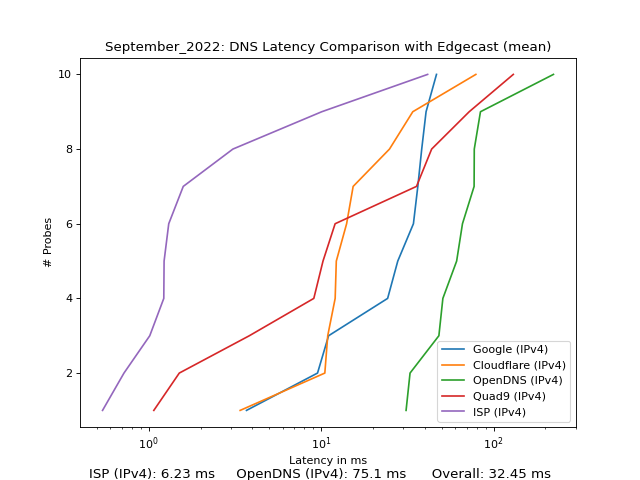 September_2022: DNS Latency Comparison with Edgecast (mean)
10
8
6
4
2
# Probes
Google (IPv4)
Cloudflare (IPv4)
OpenDNS (IPv4)
Quad9 (IPv4)
ISP (IPv4)
10⁰ 10¹ 10²
Latency in ms
ISP (IPv4): 6.23 ms OpenDNS (IPv4): 75.1 ms Overall: 32.45 ms